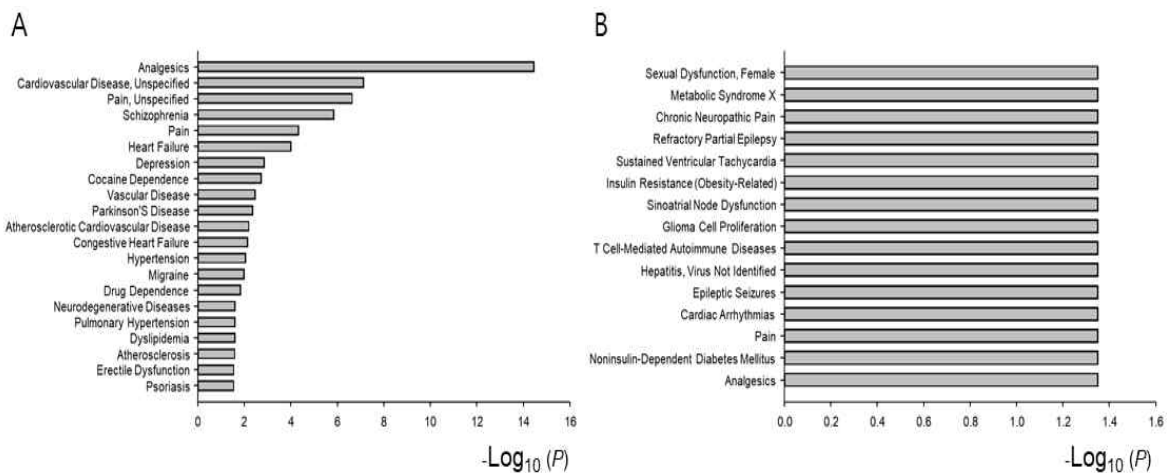 A
Analgesics
Cardiovascular Disease, Unspecified
Pain, Unspecified
Schizophrenia
Pain
Heart Failure
Depression
Cocaine Dependence
Vascular Disease
Parkinson'S Disease
Atherosclerotic Cardiovascular Disease
Congestive Heart Failure
Hypertension
Migraine
Drug Dependence
Neurodegenerative Diseases
Pulmonary Hypertension
Dyslipidemia
Atherosclerosis
Erectile Dysfunction
Psoriasis
0 2 4 6 8 10 12 14 16
-Log10 (P)
B
Sexual Dysfunction, Female
Metabolic Syndrome X
Chronic Neuropathic Pain
Refractory Partial Epilepsy
Sustained Ventricular Tachycardia
Insulin Resistance (Obesity-Related)
Sinoatrial Node Dysfunction
Glioma Cell Proliferation
T Cell-Mediated Autoimmune Diseases
Hepatitis, Virus Not Identified
Epileptic Seizures
Cardiac Arrhythmias
Pain
Noninsulin-Dependent Diabetes Mellitus
Analgesics
0.0 0.2 0.4 0.6 0.8 1.0 1.2 1.4 1.6
-Log10 (P)